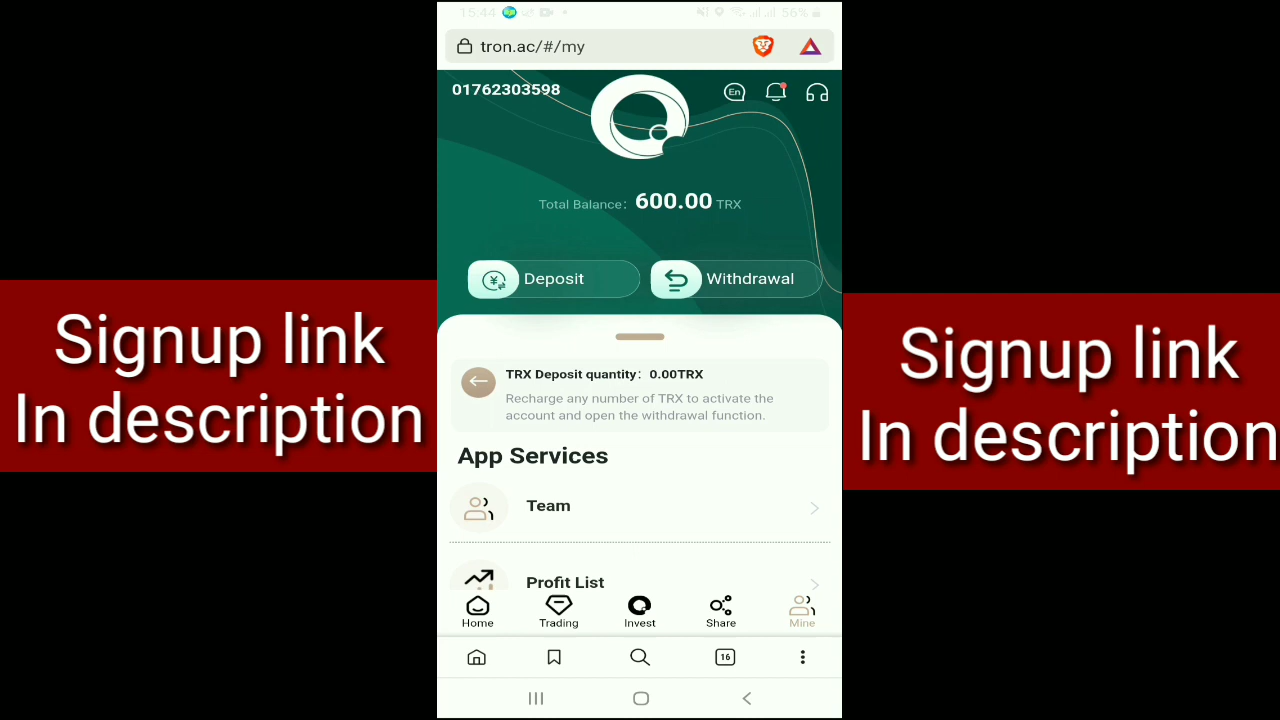 15:44
56%
tron.ac/#/my
01762303598
En
Total Balance: 600.00 TRX
Deposit
Withdrawal
Signup link
In description
Signup link
In description
TRX Deposit quantity: 0.00TRX
Recharge any number of TRX to activate the
account and open the withdrawal function.
App Services
Team
Profit List
Home
Trading
Invest
Share
Mine
16